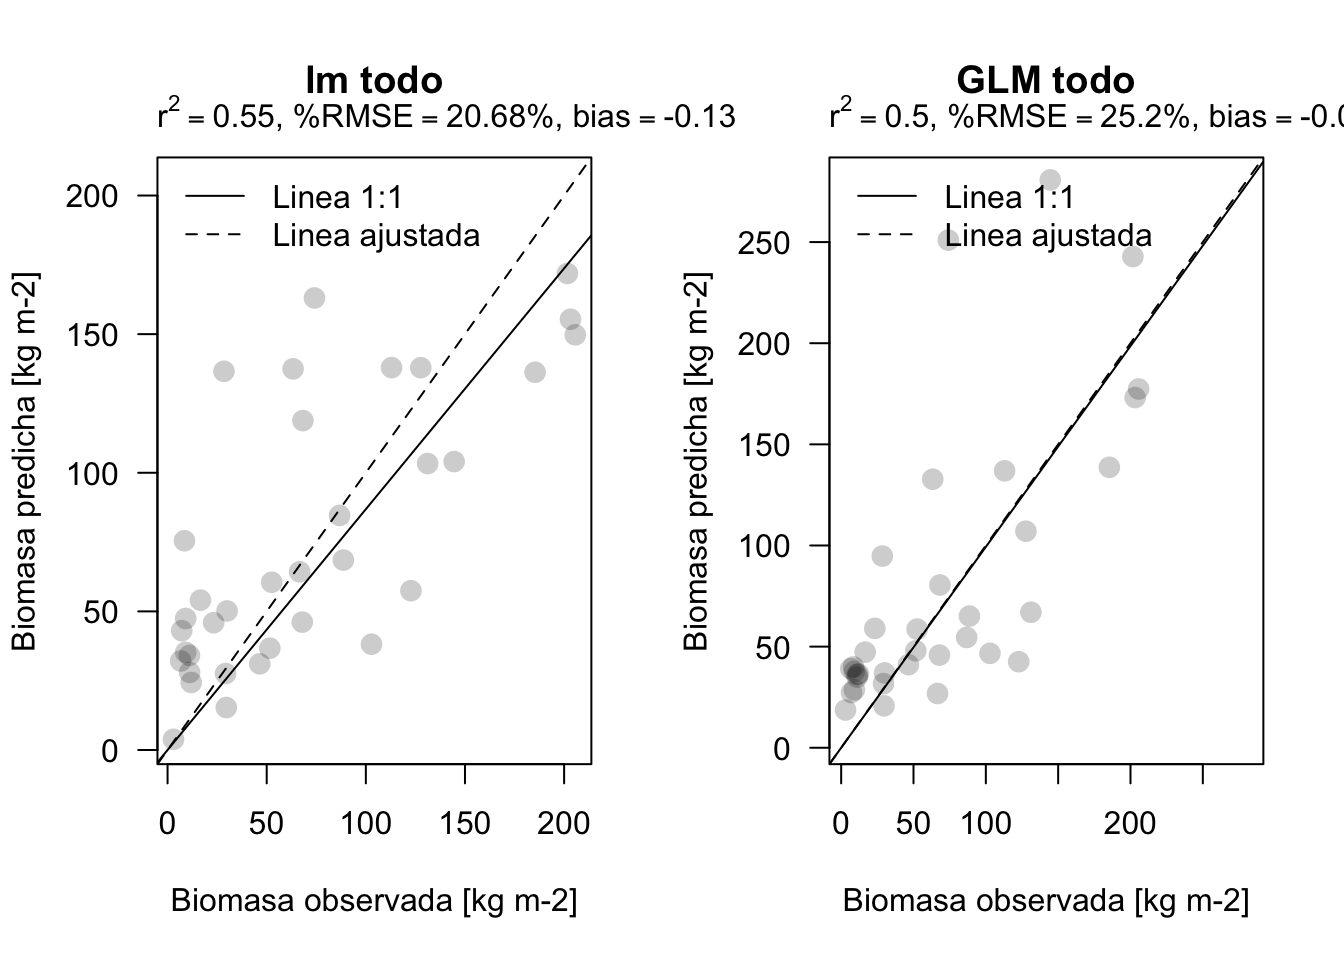 lm todo
r2 = 0.55, %RMSE = 20.68%, bias = -0.13
Linea 1:1
Linea ajustada
200
150
100
50
0
0 50 100 150 200
Biomasa predicha [kg m-2]
Biomasa observada [kg m-2]
GLM todo
r2 = 0.5, %RMSE = 25.2%, bias = -0.0
Linea 1:1
Linea ajustada
250
200
150
100
50
0
0 50 100 200
Biomasa predicha [kg m-2]
Biomasa observada [kg m-2]